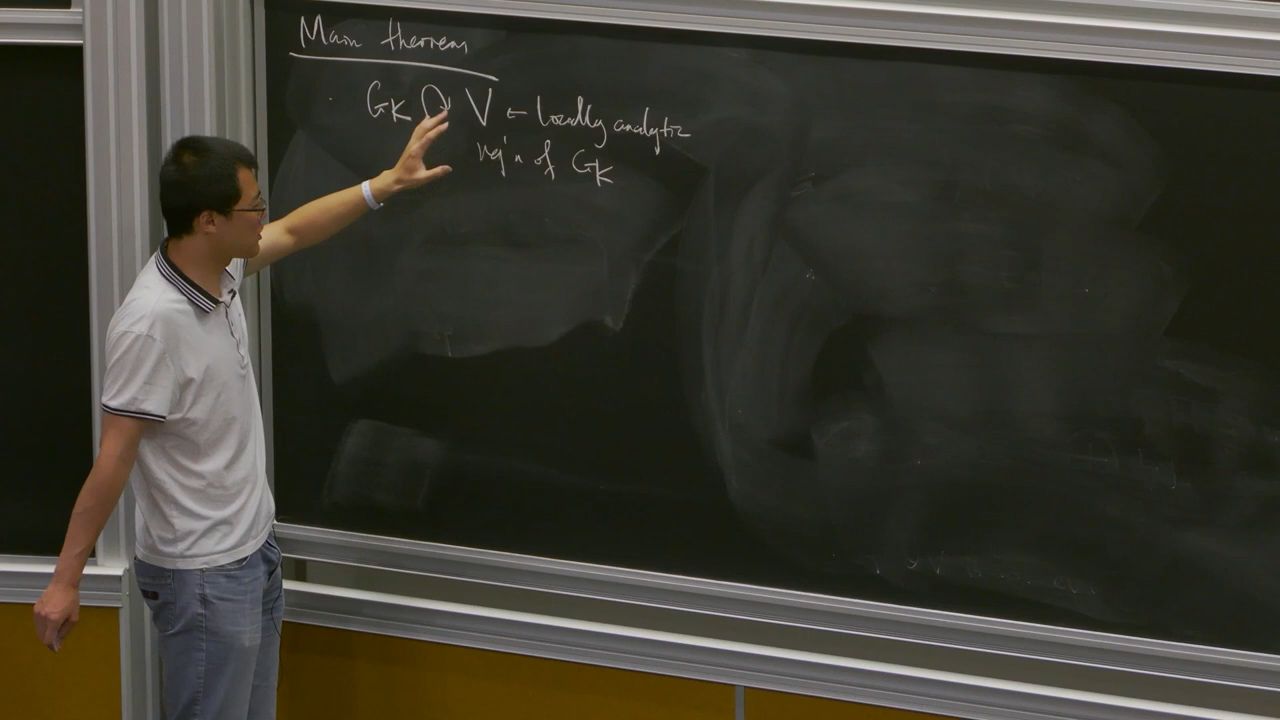 Main theorem
G_K ↻ V ← locally analytic
rep'n of G_K